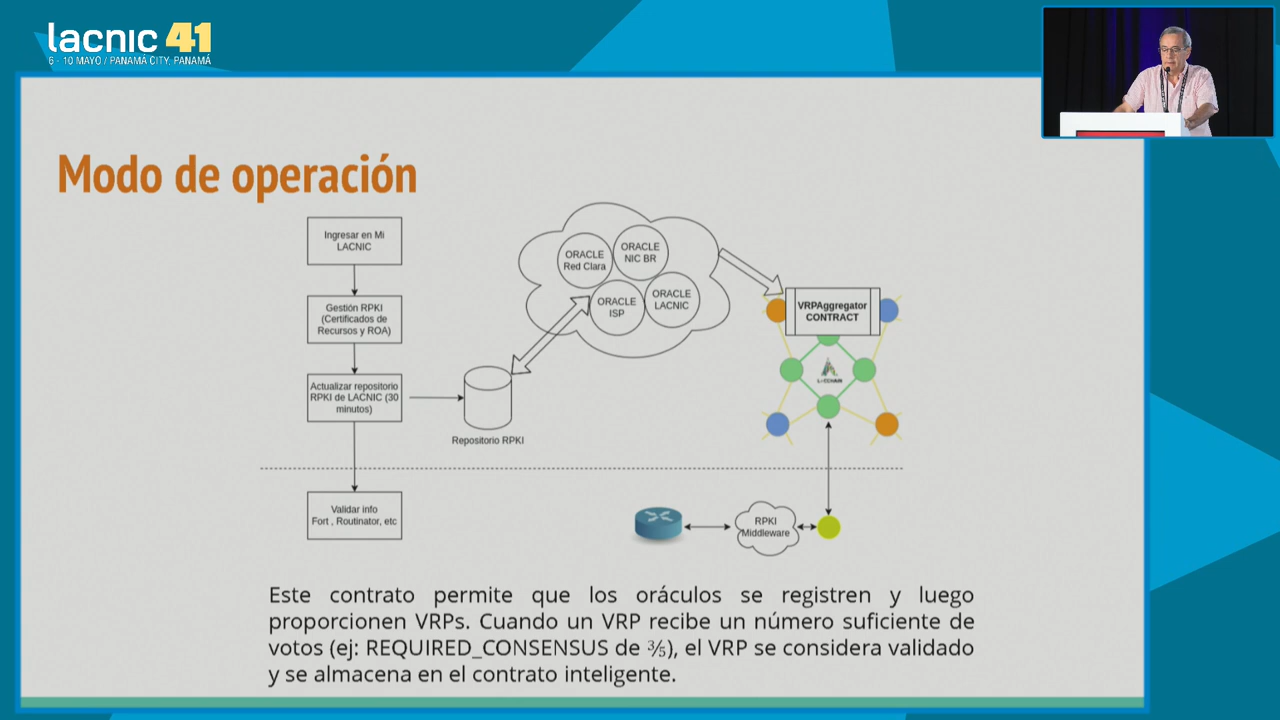 lacnic 41
6 - 10 MAYO / PANAMÁ CITY, PANAMÁ
Modo de operación
Ingresar en Mi
LACNIC
Gestión RPKI
(Certificados de
Recursos y ROA)
Actualizar repositorio
RPKI de LACNIC (30
minutos)
Repositorio RPKI
Validar info
Fort , Routinator, etc
ORACLE
Red Clara
ORACLE
NIC BR
ORACLE
ISP
ORACLE
LACNIC
VRPAggregator
CONTRACT
RPKI
Middleware
Este contrato permite que los oráculos se registren y luego
proporcionen VRPs. Cuando un VRP recibe un número suficiente de
votos (ej: REQUIRED_CONSENSUS de ⅗), el VRP se considera validado
y se almacena en el contrato inteligente.